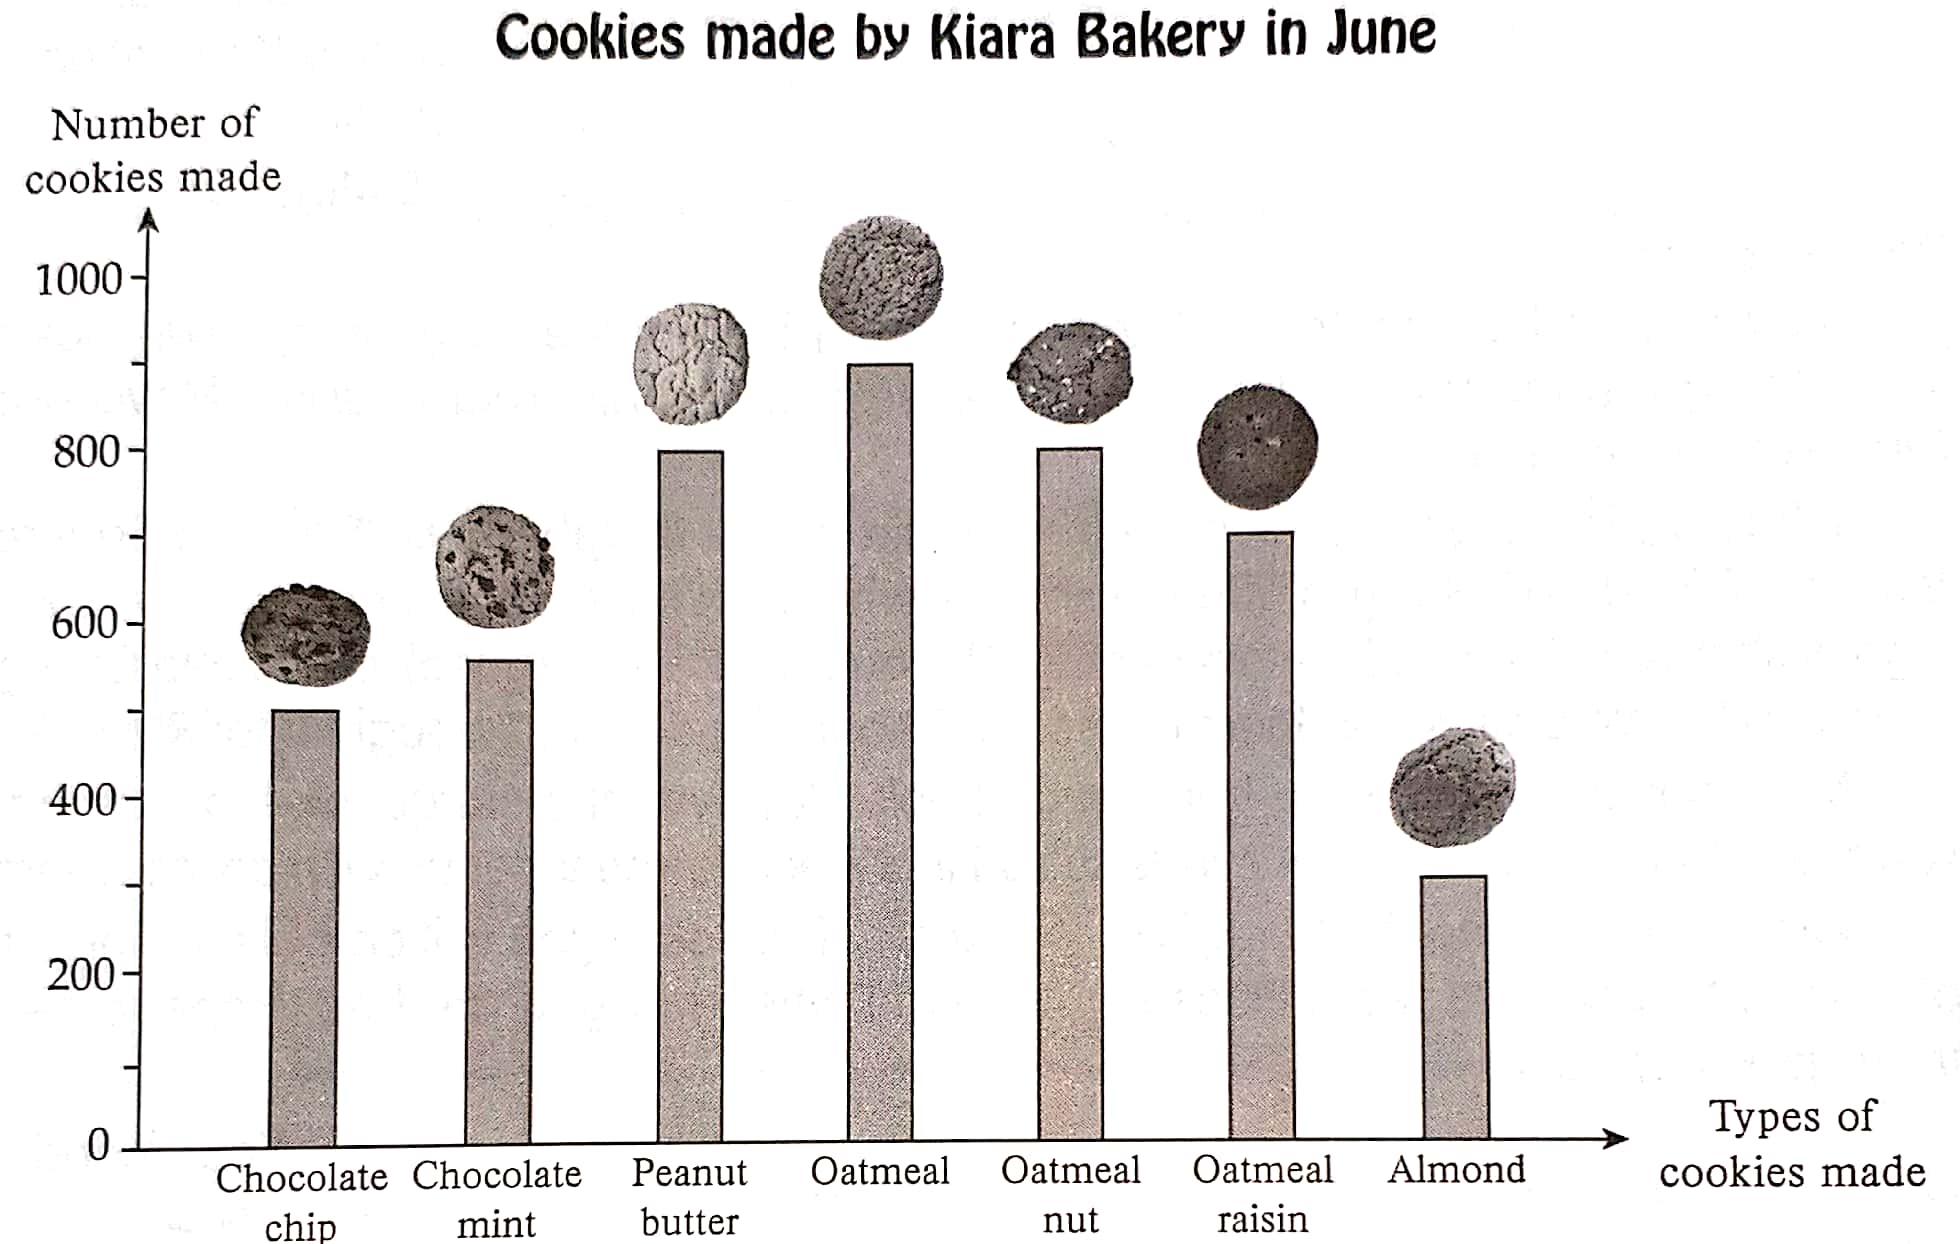 Cookies made by Kiara Bakery in June
Number of
cookies made
1000
800
600
400
200
0
Chocolate chip
Chocolate mint
Peanut butter
Oatmeal
Oatmeal nut
Oatmeal raisin
Almond
Types of
cookies made